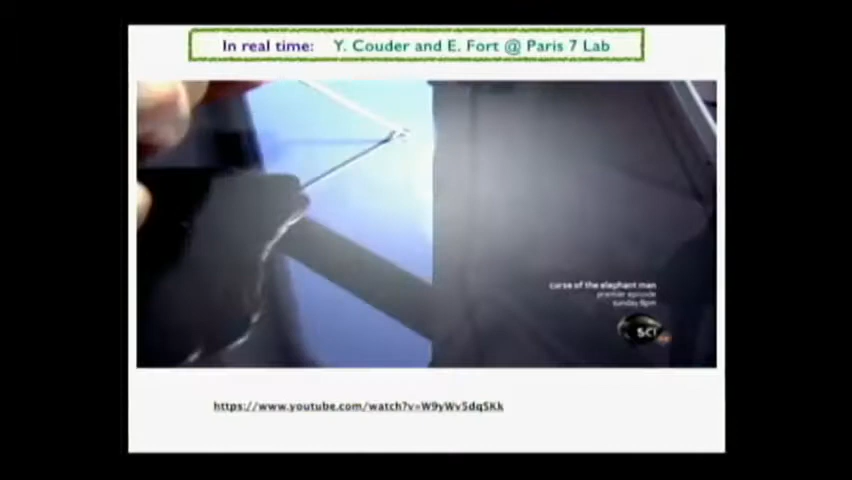 In real time: Y. Couder and E. Fort @ Paris 7 Lab
curse of the elephant man
premier episode
sunday 8pm
SCI
https://www.youtube.com/watch?v=W9yWv5dqSKk